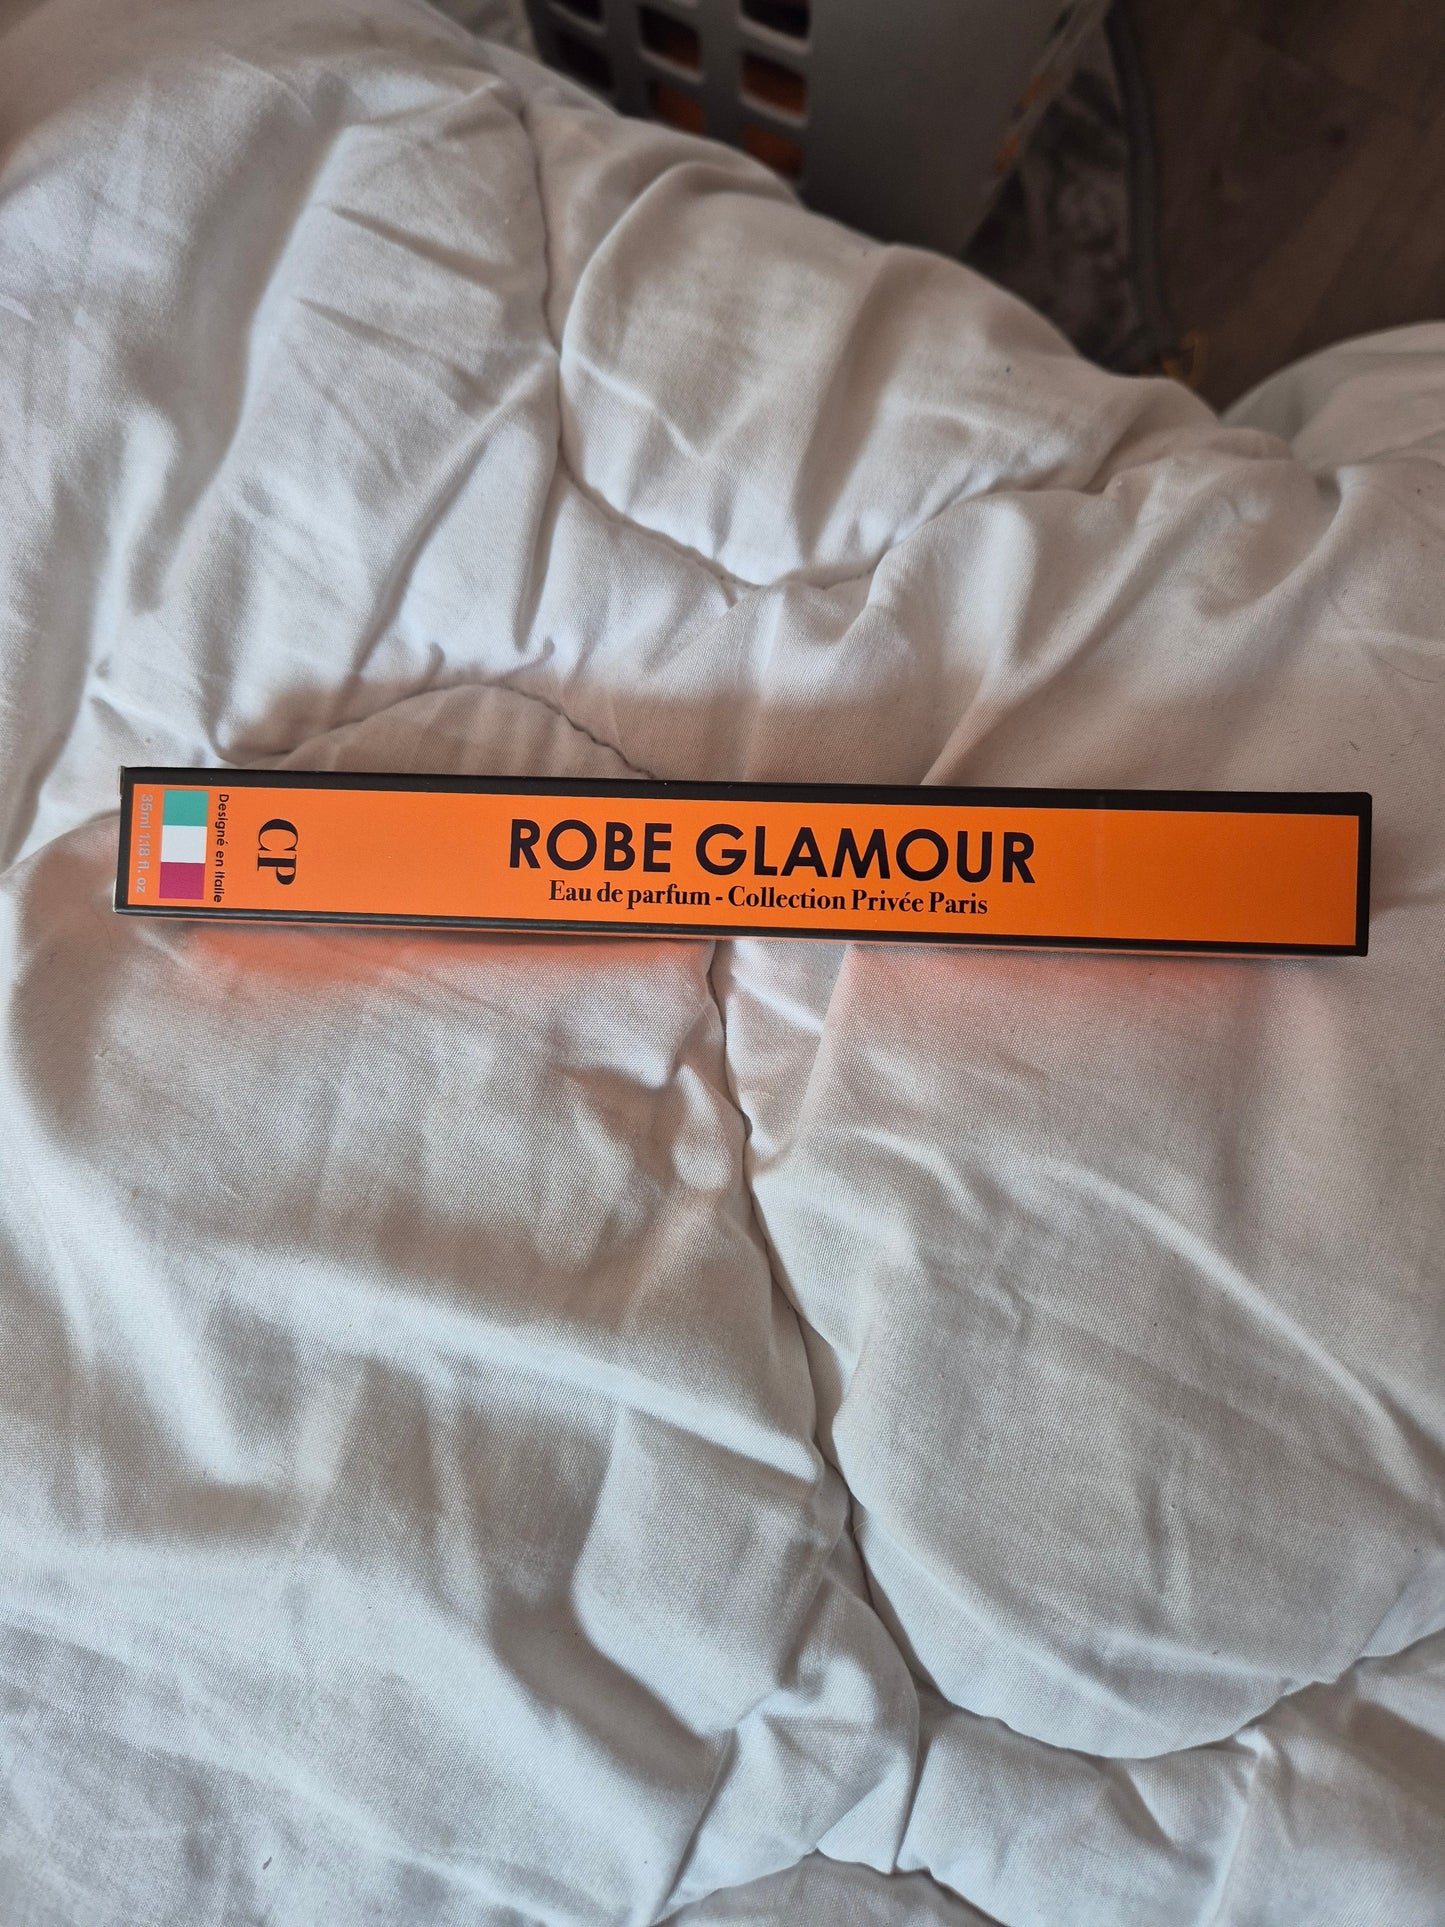 ROBE GLAMOUR
Eau de parfum - Collection Privée Paris
CP
Designé en Italie
35ml 1.18 fl. oz